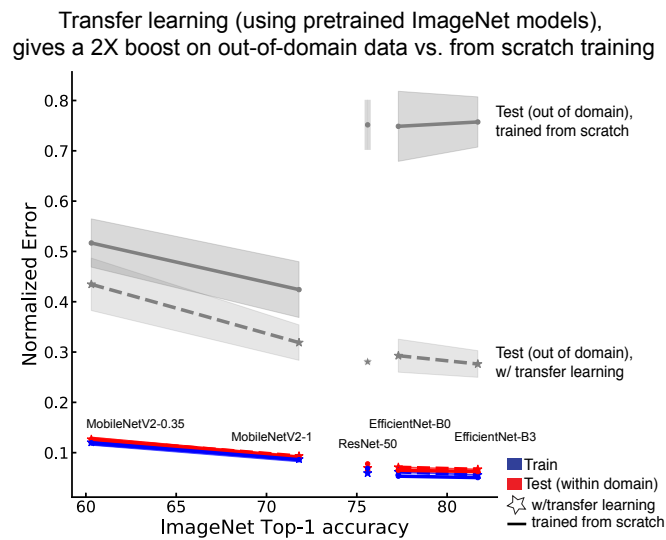 Transfer learning (using pretrained ImageNet models),
gives a 2X boost on out-of-domain data vs. from scratch training
0.8
0.7
0.6
0.5
0.4
0.3
0.2
0.1
Normalized Error
Test (out of domain),
trained from scratch
Test (out of domain),
w/ transfer learning
MobileNetV2-0.35
MobileNetV2-1
ResNet-50
EfficientNet-B0
EfficientNet-B3
60
65
70
75
80
ImageNet Top-1 accuracy
Train
Test (within domain)
w/transfer learning
trained from scratch